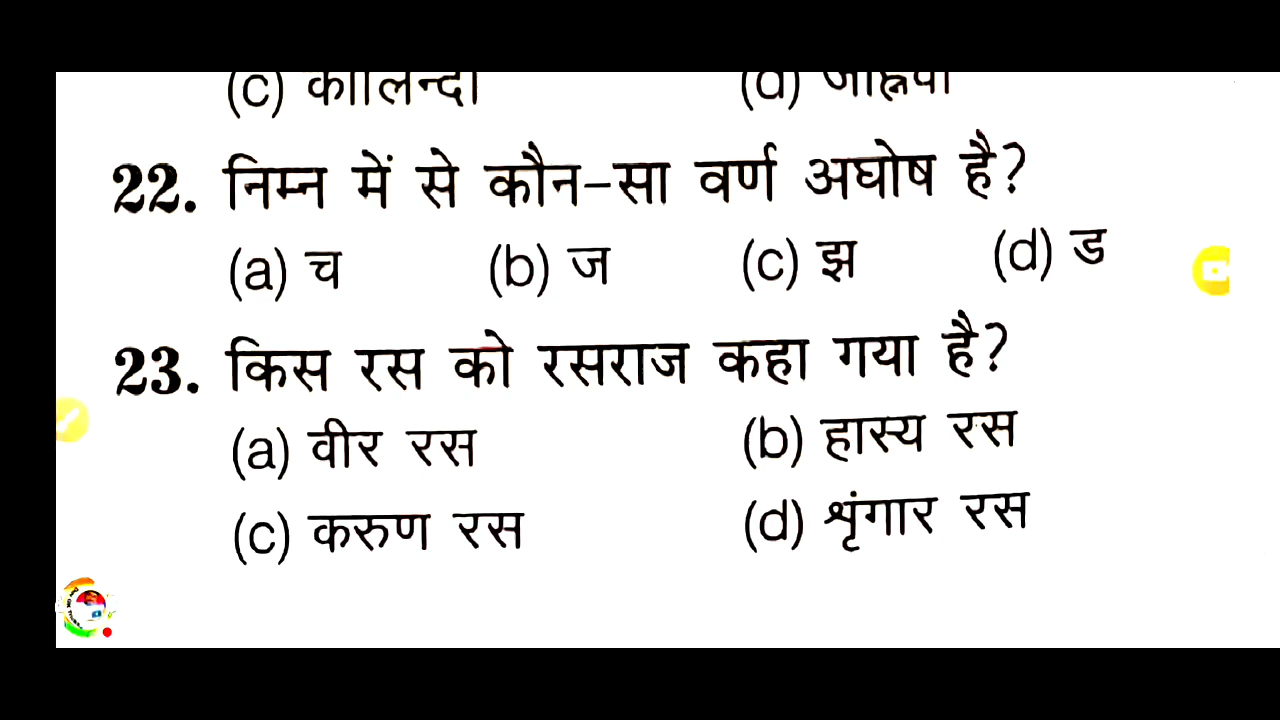 (c) कालिन्दी
22. निम्न में से कौन-सा वर्ण अघोष है?
(a) च (b) ज (c) झ (d) ड
23. किस रस को रसराज कहा गया है?
(a) वीर रस (b) हास्य रस
(c) करुण रस (d) शृंगार रस